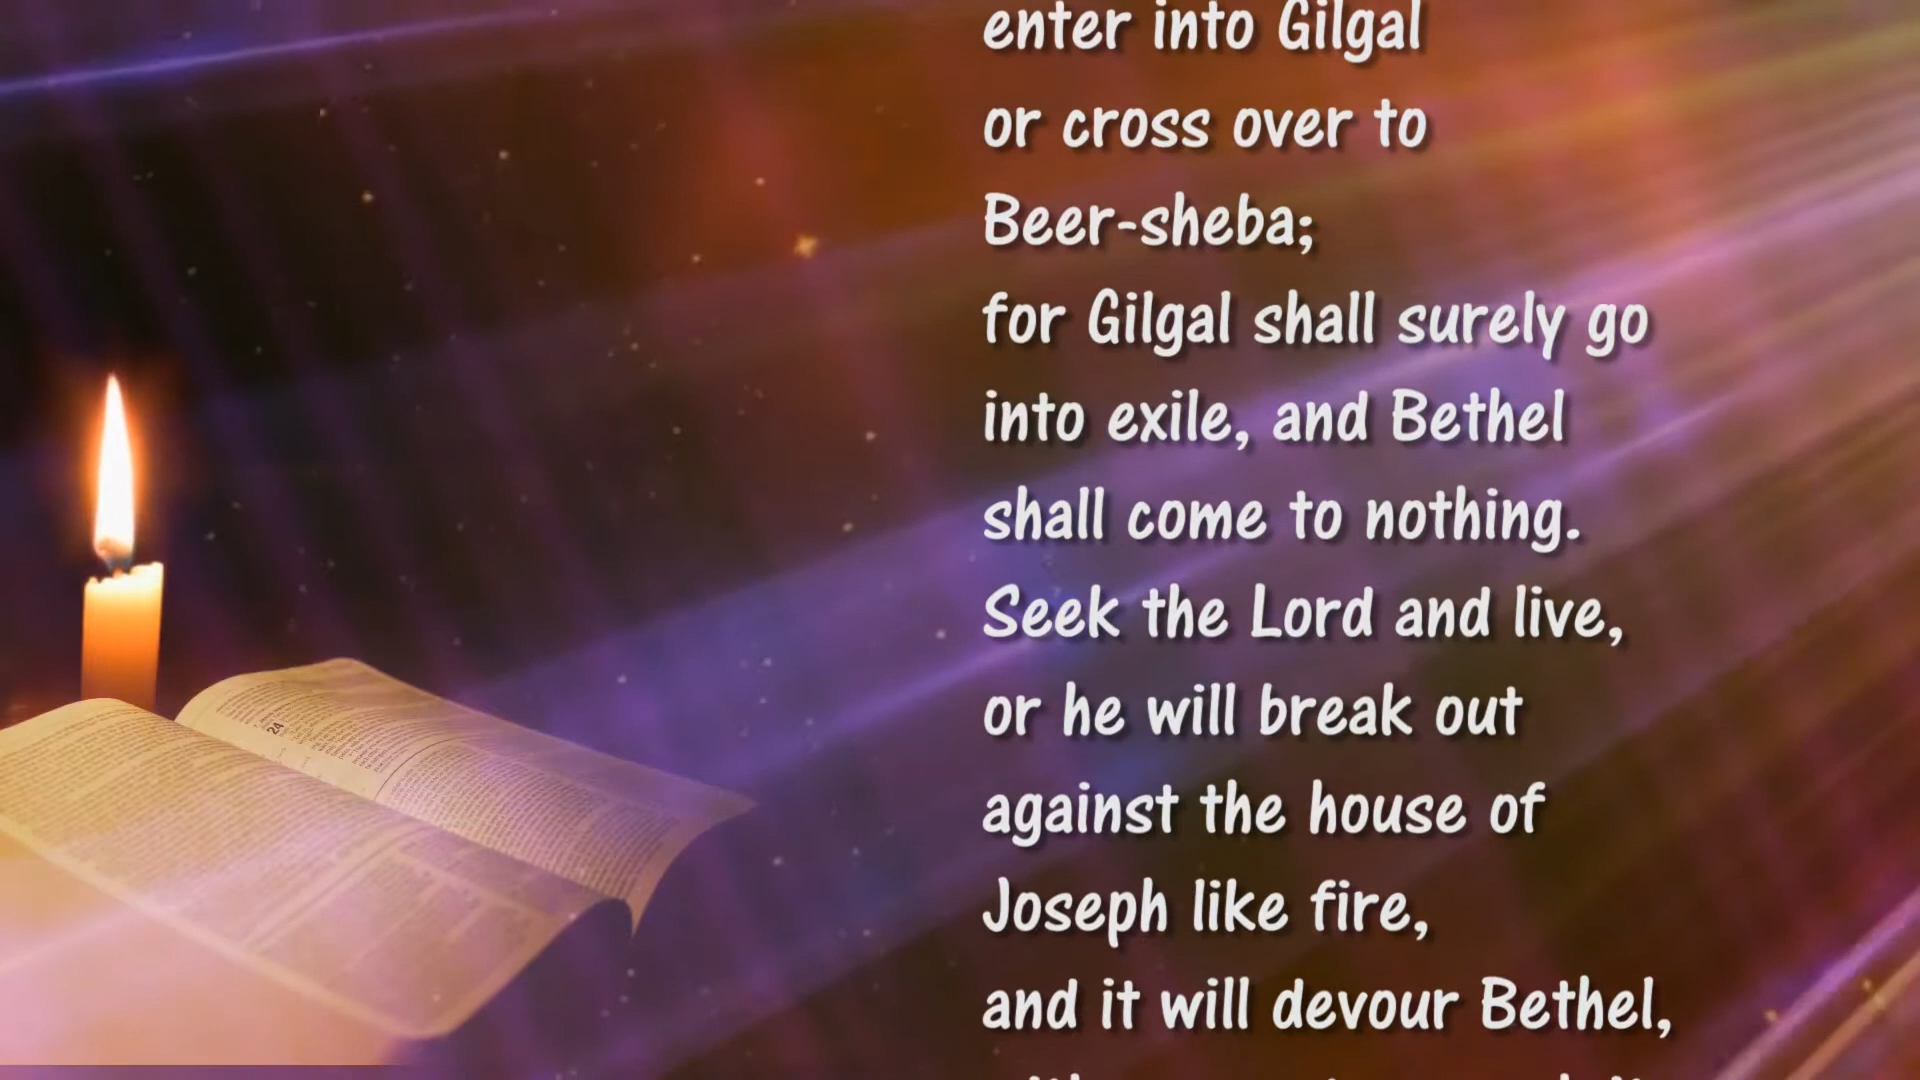 enter into Gilgal
or cross over to
Beer-sheba;
for Gilgal shall surely go
into exile, and Bethel
shall come to nothing.
Seek the Lord and live,
or he will break out
against the house of
Joseph like fire,
and it will devour Bethel,
24